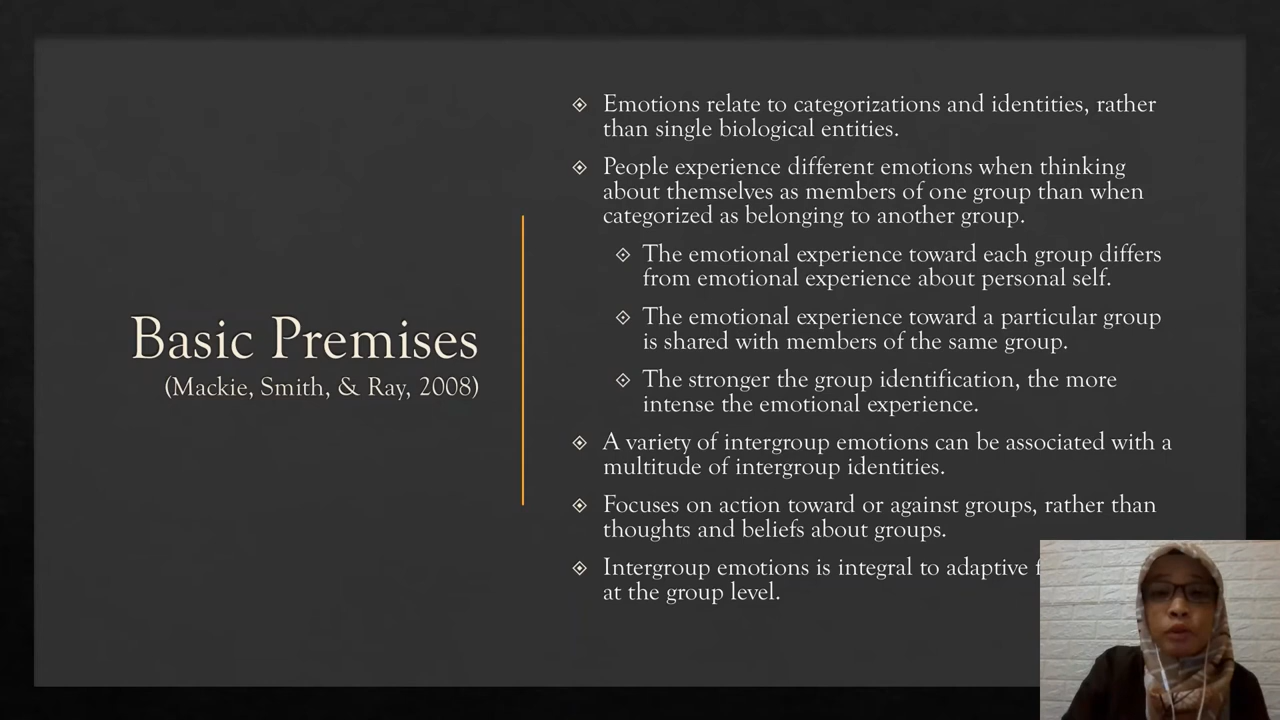 Basic Premises
(Mackie, Smith, & Ray, 2008)
Emotions relate to categorizations and identities, rather
than single biological entities.
People experience different emotions when thinking
about themselves as members of one group than when
categorized as belonging to another group.
The emotional experience toward each group differs
from emotional experience about personal self.
The emotional experience toward a particular group
is shared with members of the same group.
The stronger the group identification, the more
intense the emotional experience.
A variety of intergroup emotions can be associated with a
multitude of intergroup identities.
Focuses on action toward or against groups, rather than
thoughts and beliefs about groups.
Intergroup emotions is integral to adaptive
at the group level.